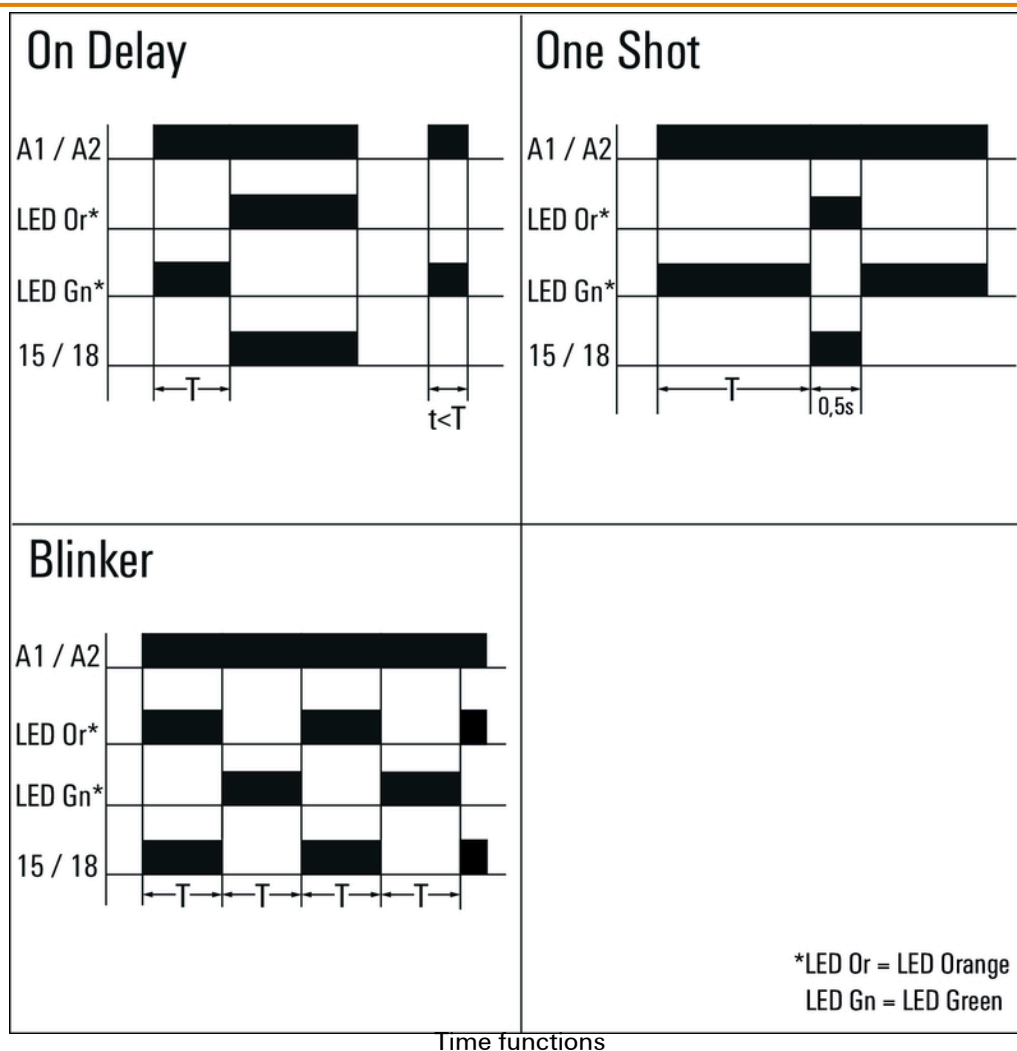 On Delay
A1 / A2
LED Or*
LED Gn*
15 / 18
T
t<T
One Shot
A1 / A2
LED Or*
LED Gn*
15 / 18
T
0,5s
Blinker
A1 / A2
LED Or*
LED Gn*
15 / 18
T T T T
*LED Or = LED Orange
LED Gn = LED Green
Time functions